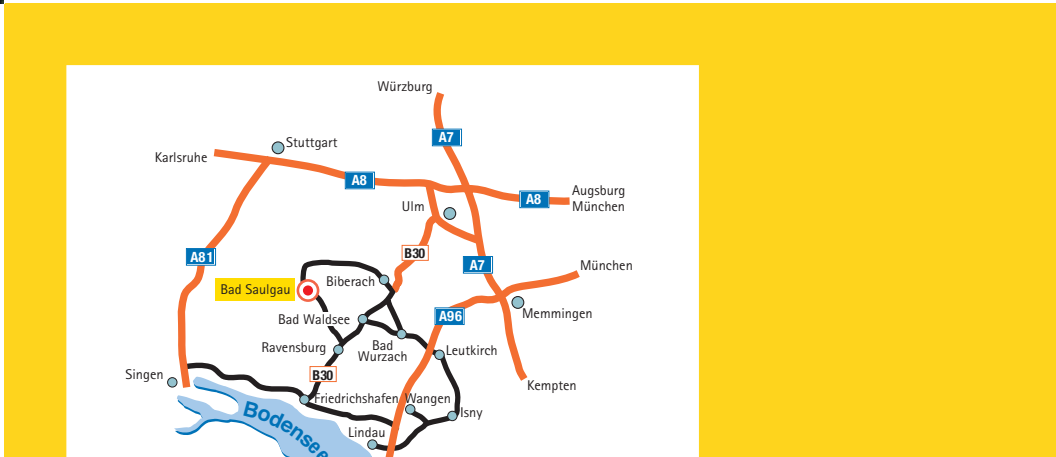 Würzburg
A7
Stuttgart
Karlsruhe
A8
Augsburg
München
A8
Ulm
B30
A81
A7
München
Biberach
Bad Saulgau
Memmingen
Bad Waldsee
A96
Ravensburg
Bad
Wurzach
Leutkirch
B30
Singen
Kempten
Friedrichshafen
Wangen
Isny
Bodensee
Lindau